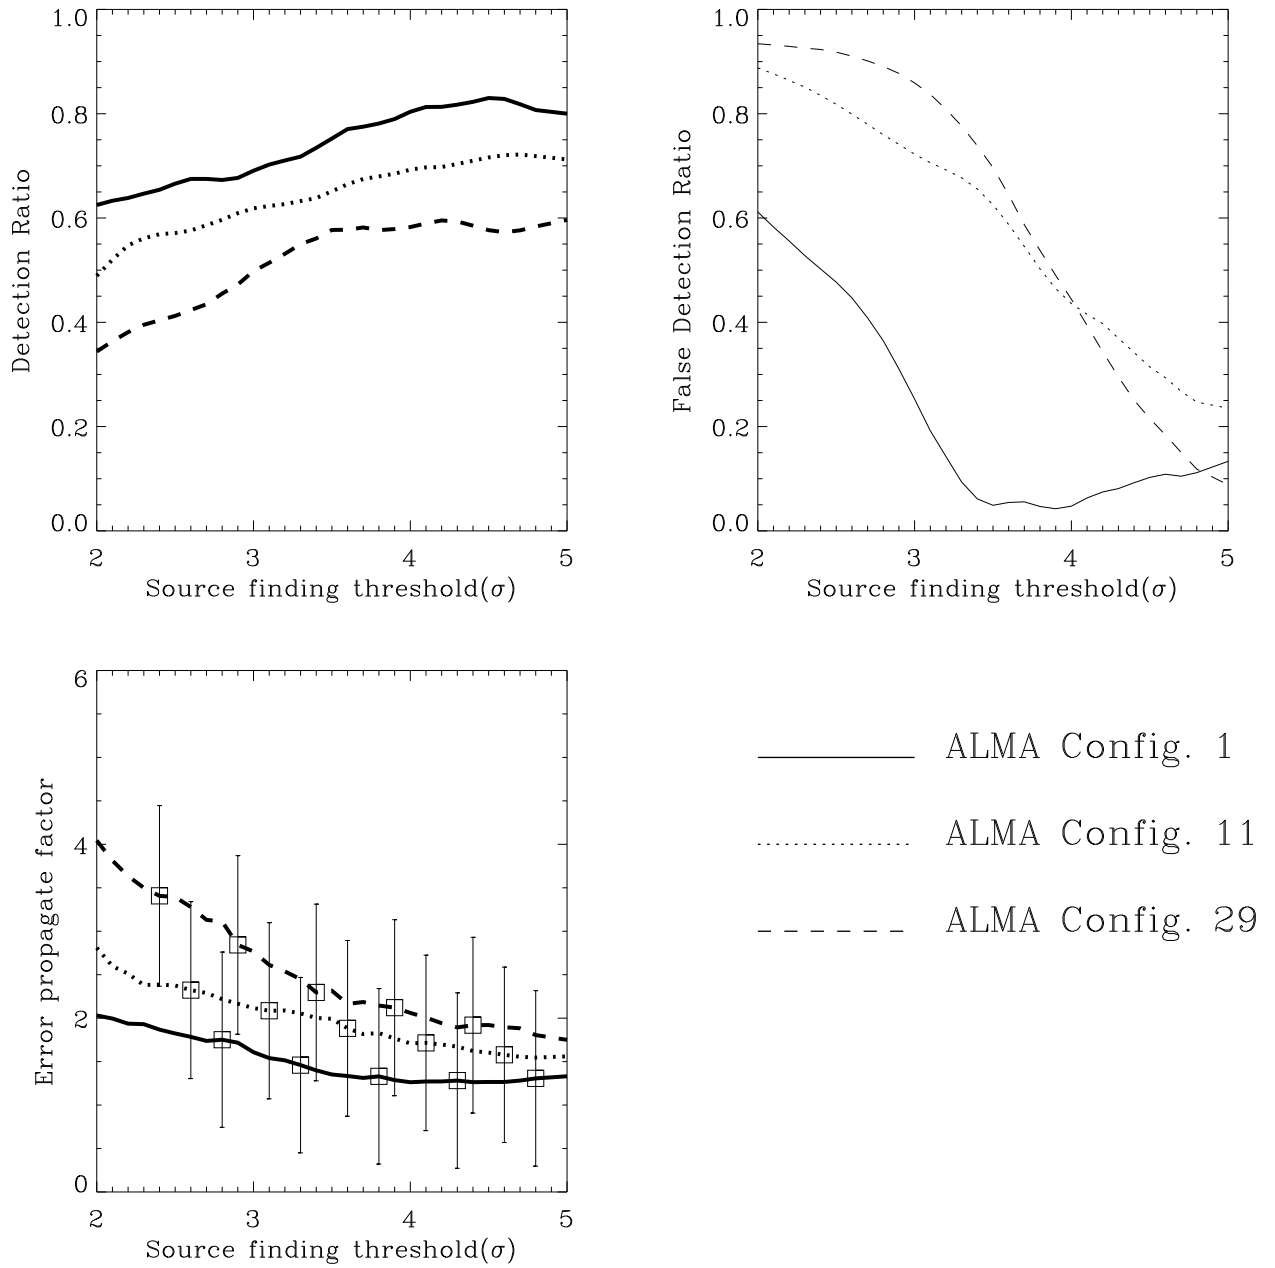 1.0
0.8
0.6
0.4
0.2
0.0
Detection Ratio
2 3 4 5
Source finding threshold(σ)
1.0
0.8
0.6
0.4
0.2
0.0
False Detection Ratio
2 3 4 5
Source finding threshold(σ)
6
4
2
0
Error propagate factor
2 3 4 5
Source finding threshold(σ)
ALMA Config. 1
ALMA Config. 11
ALMA Config. 29